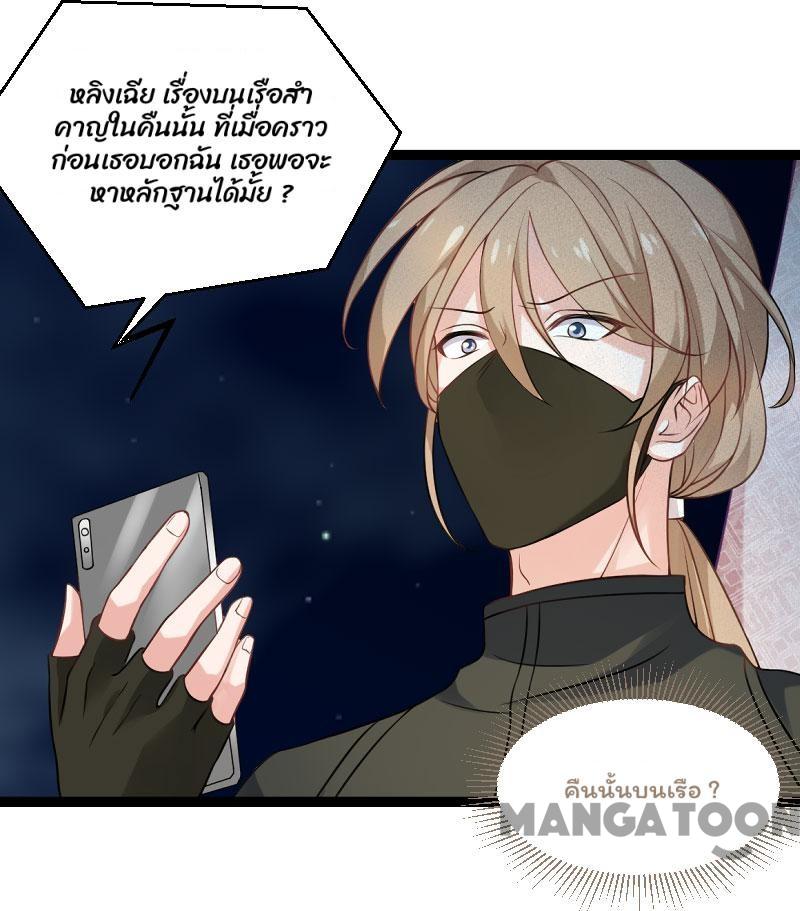 หลิงเฉีย เรื่องบนเรือสำ
คาญในคืนนั้น ที่เมื่อคราว
ก่อนเธอบอกฉัน เธอพอจะ
หาหลักฐานได้มั้ย ?
คืนนั้นบนเรือ ?
MANGATOON